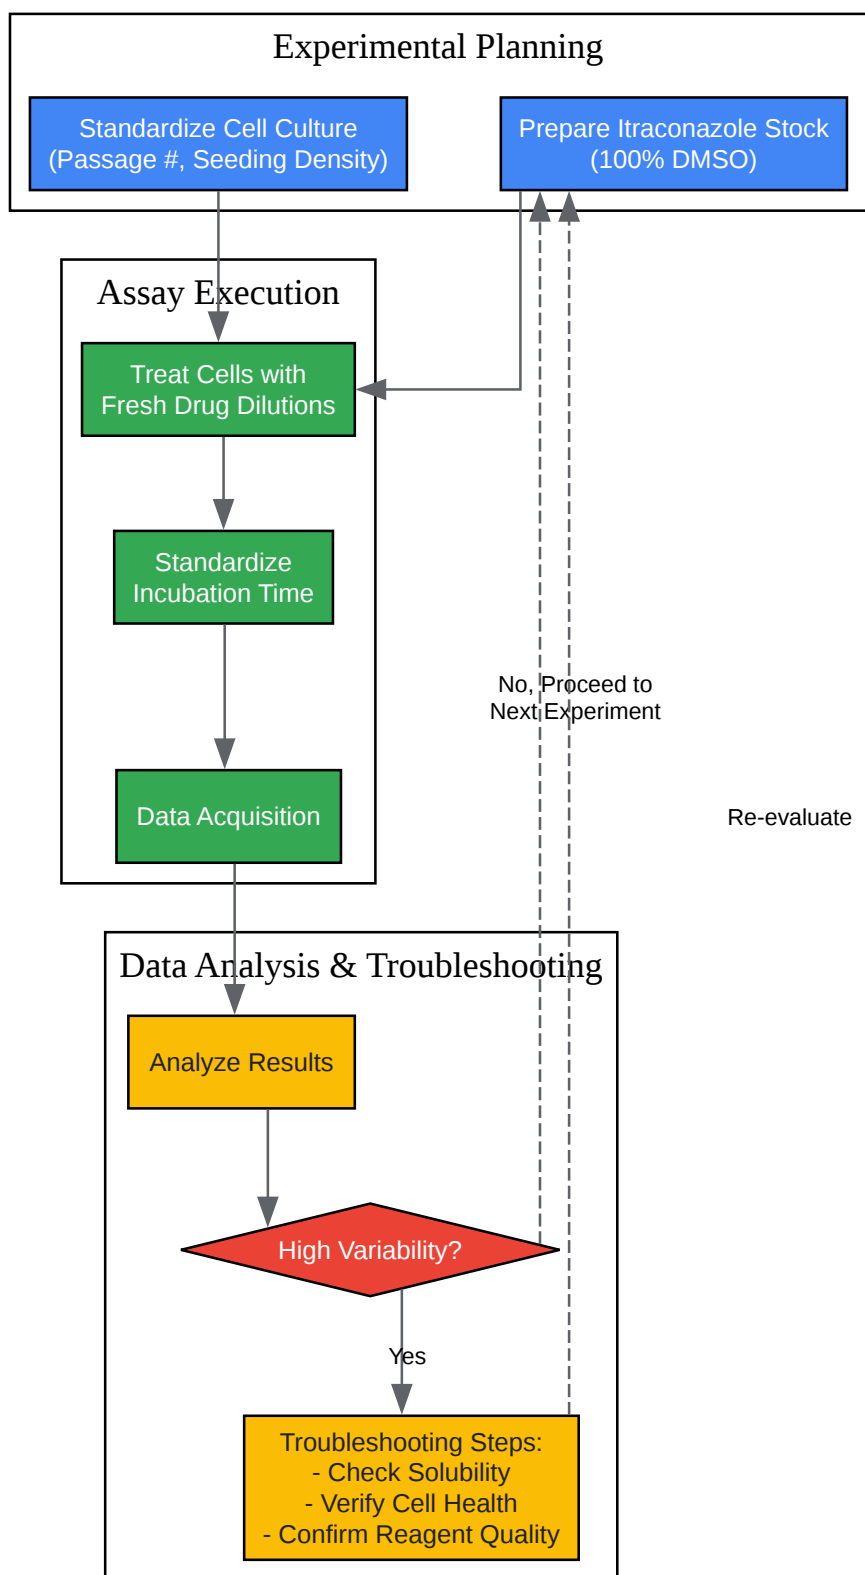 Experimental Planning
Standardize Cell Culture
(Passage #, Seeding Density)
Prepare Itraconazole Stock
(100% DMSO)
Assay Execution
Treat Cells with
Fresh Drug Dilutions
Standardize
Incubation Time
No, Proceed to
Next Experiment
Data Acquisition
Re-evaluate
Data Analysis & Troubleshooting
Analyze Results
High Variability?
Yes
Troubleshooting Steps:
- Check Solubility
- Verify Cell Health
- Confirm Reagent Quality